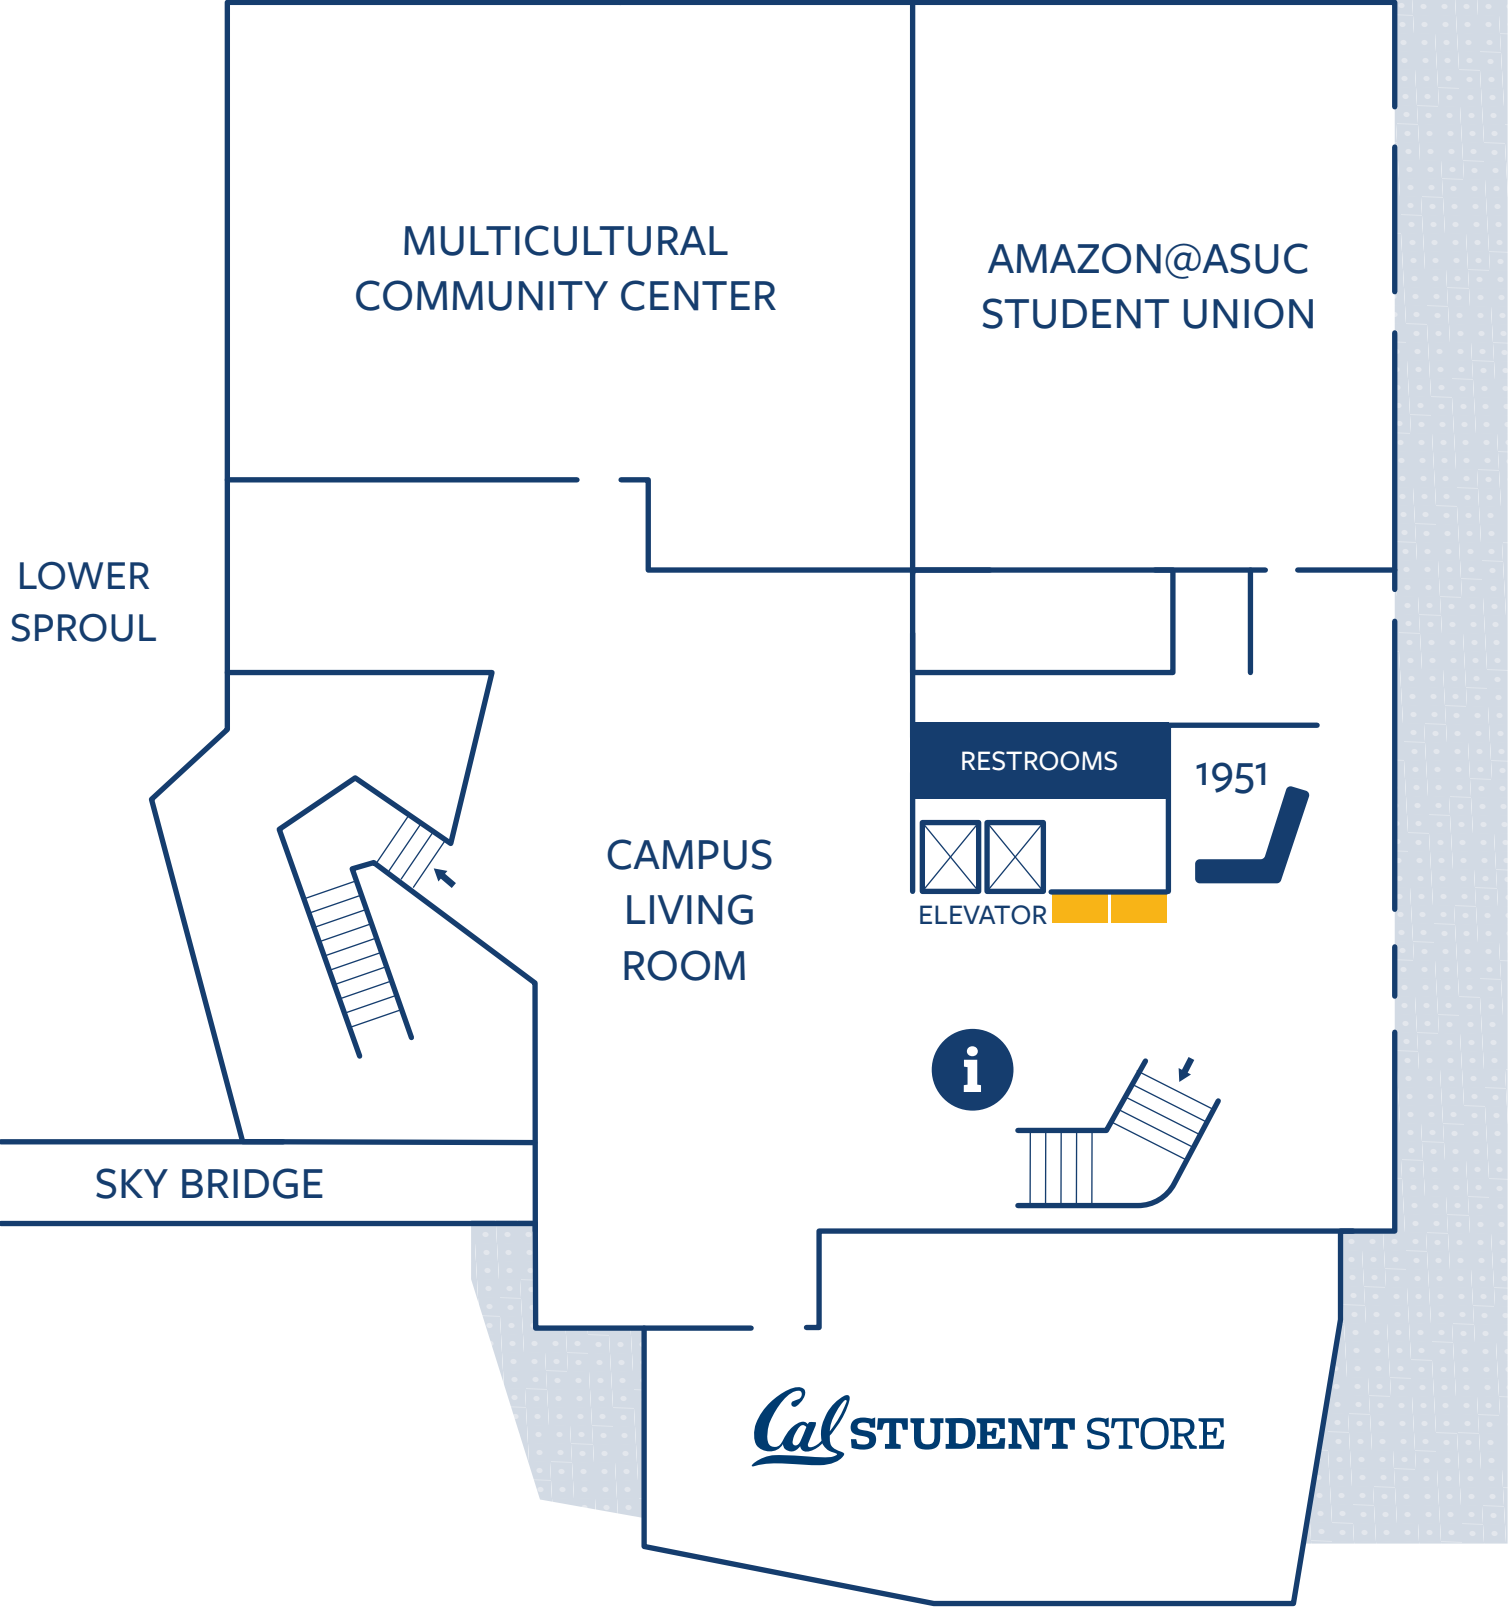 MULTICULTURAL
COMMUNITY CENTER
AMAZON@ASUC
STUDENT UNION
LOWER
SPROUL
RESTROOMS
1951
CAMPUS
LIVING
ROOM
ELEVATOR
i
SKY BRIDGE
Cal STUDENT STORE